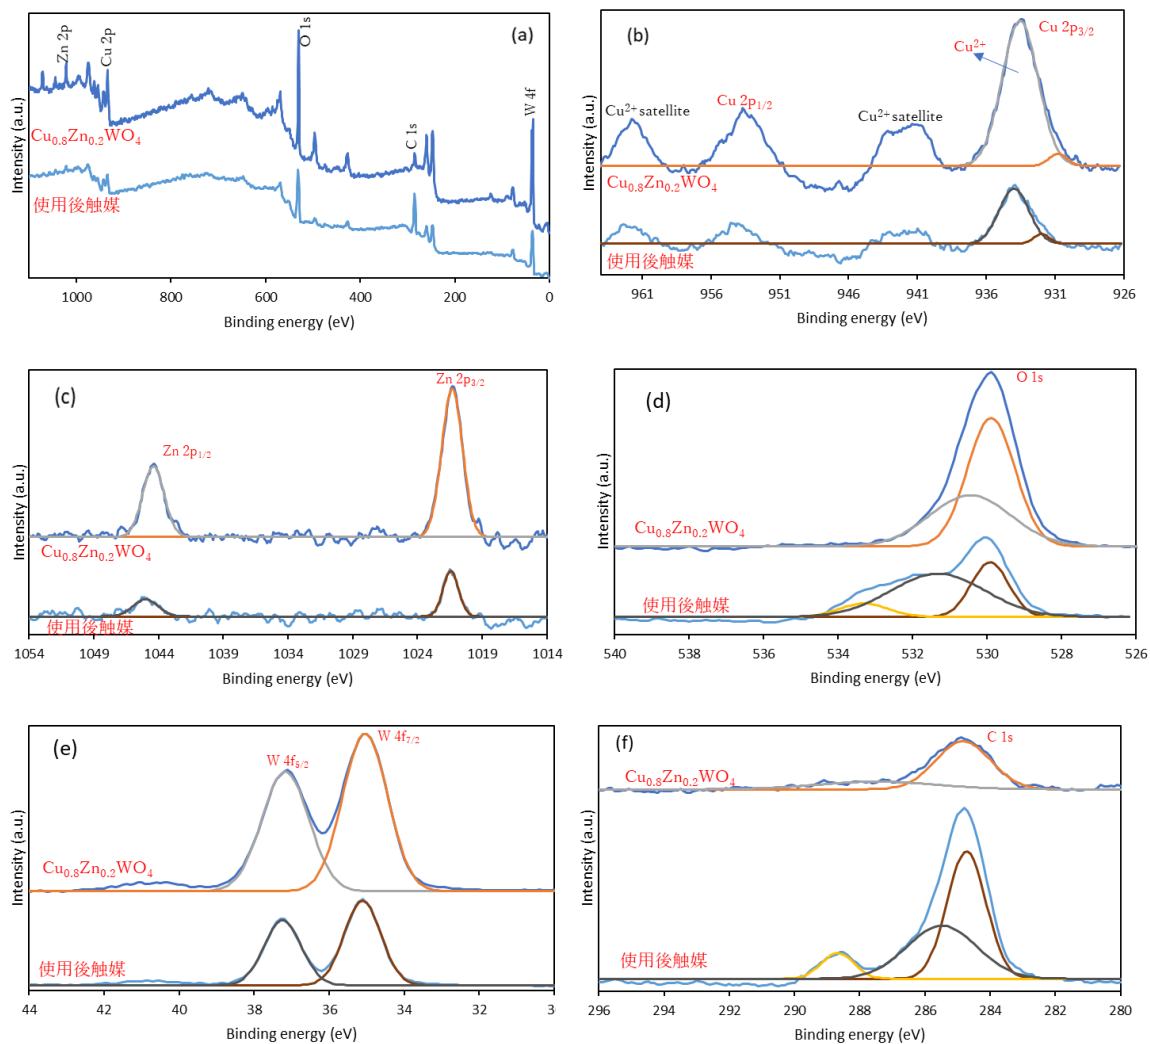 (a)
Zn 2p
Cu 2p
O 1s
C 1s
W 4f
Cu₀.₈Zn₀.₂WO₄
使用後触媒
Intensity (a.u.)
1000 800 600 400 200 0
Binding energy (eV)
(b)
Cu 2p₃/₂
Cu²⁺
Cu²⁺ satellite
Cu 2p₁/₂
Cu²⁺ satellite
Cu₀.₈Zn₀.₂WO₄
使用後触媒
Intensity (a.u.)
961 956 951 946 941 936 931 926
Binding energy (eV)
(c)
Zn 2p₃/₂
Zn 2p₁/₂
Cu₀.₈Zn₀.₂WO₄
使用後触媒
Intensity (a.u.)
1054 1049 1044 1039 1034 1029 1024 1019 1014
Binding energy (eV)
(d)
O 1s
Cu₀.₈Zn₀.₂WO₄
使用後触媒
Intensity (a.u.)
540 538 536 534 532 530 528 526
Binding energy (eV)
(e)
W 4f₇/₂
W 4f₅/₂
Cu₀.₈Zn₀.₂WO₄
使用後触媒
Intensity (a.u.)
44 42 40 38 36 34 32 3
Binding energy (eV)
(f)
C 1s
Cu₀.₈Zn₀.₂WO₄
使用後触媒
Intensity (a.u.)
296 294 292 290 288 286 284 282 280
Binding energy (eV)